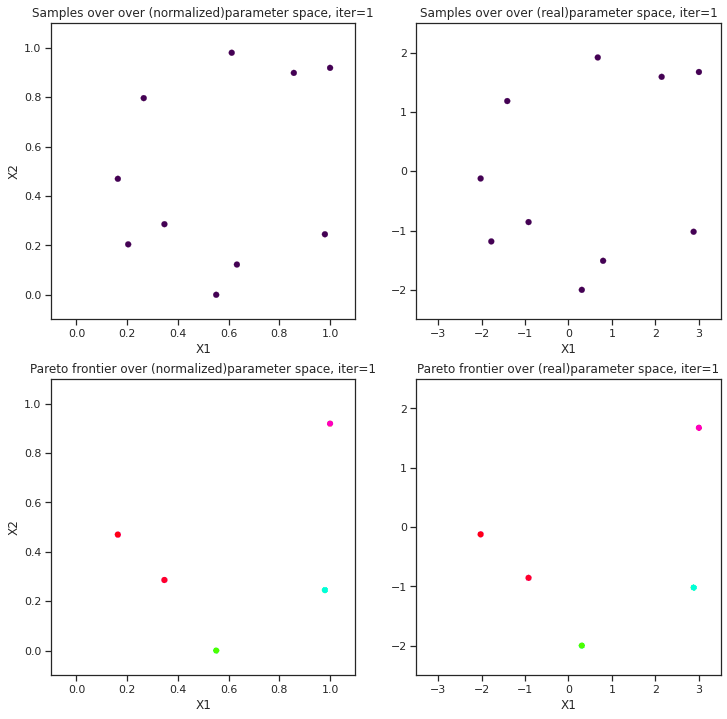 Samples over over (normalized)parameter space, iter=1
1.0
0.8
0.6
0.4
0.2
0.0
X2
0.0 0.2 0.4 0.6 0.8 1.0
X1
Samples over over (real)parameter space, iter=1
2
1
0
−1
−2
−3 −2 −1 0 1 2 3
X1
Pareto frontier over (normalized)parameter space, iter=1
1.0
0.8
0.6
0.4
0.2
0.0
X2
0.0 0.2 0.4 0.6 0.8 1.0
X1
Pareto frontier over (real)parameter space, iter=1
2
1
0
−1
−2
−3 −2 −1 0 1 2 3
X1